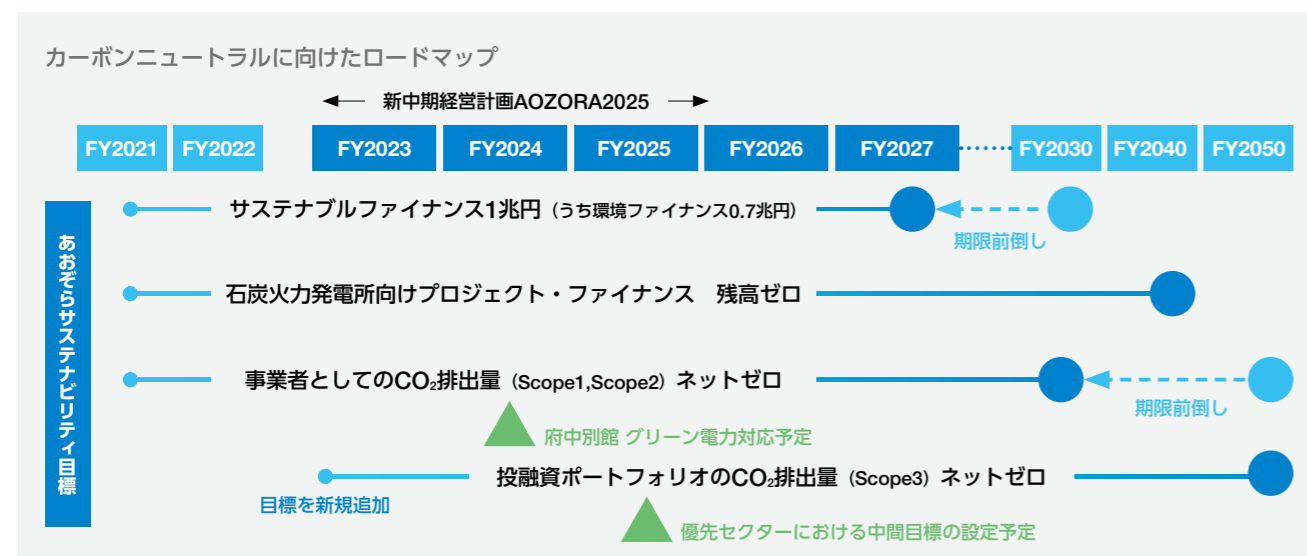 カーボンニュートラルに向けたロードマップ
新中期経営計画AOZORA2025
FY2021 FY2022 FY2023 FY2024 FY2025 FY2026 FY2027 FY2030 FY2040 FY2050
あおぞらサステナビリティ目標
サステナブルファイナンス1兆円（うち環境ファイナンス0.7兆円）
期限前倒し
石炭火力発電所向けプロジェクト・ファイナンス　残高ゼロ
事業者としてのCO₂排出量（Scope1,Scope2）ネットゼロ
期限前倒し
府中別館 グリーン電力対応予定
投融資ポートフォリオのCO₂排出量（Scope3）ネットゼロ
目標を新規追加
優先セクターにおける中間目標の設定予定